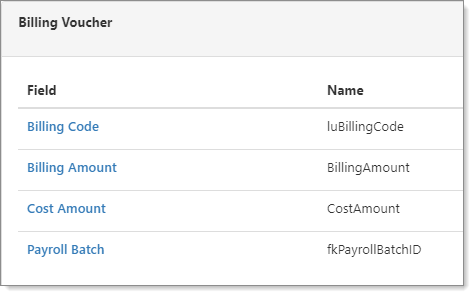 Billing Voucher
Field Name
Billing Code luBillingCode
Billing Amount BillingAmount
Cost Amount CostAmount
Payroll Batch fkPayrollBatchID